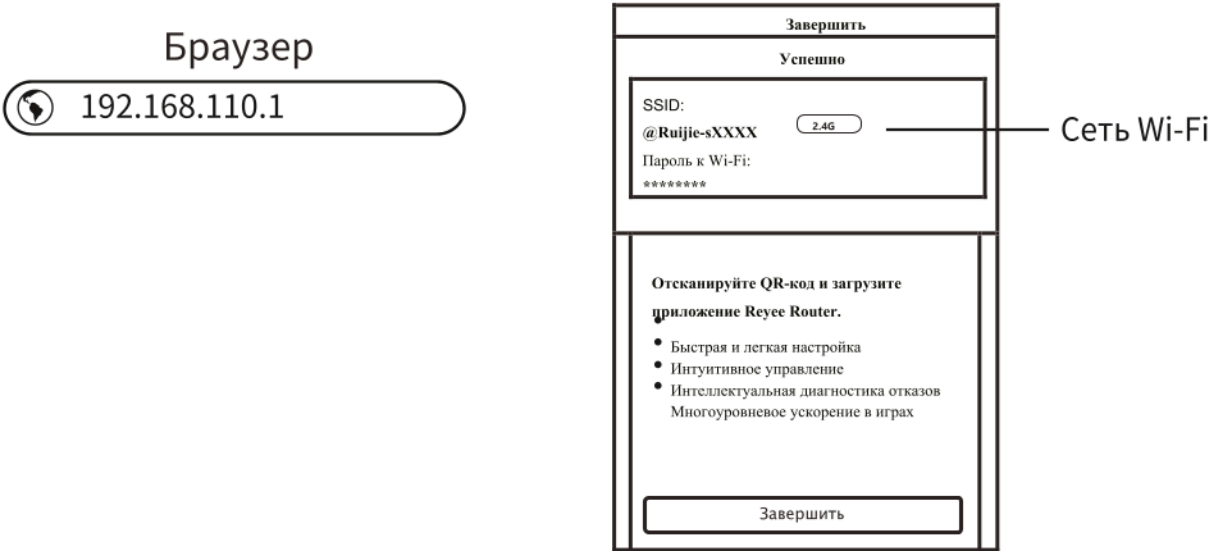 Браузер
192.168.110.1
Завершить
Успешно
SSID:
@Ruijie-sXXXX 2.4G
Пароль к Wi-Fi:
********
Сеть Wi-Fi
Отсканируйте QR-код и загрузите
приложение Reyee Router.
Быстрая и легкая настройка
Интуитивное управление
Интеллектуальная диагностика отказов
Многоуровневое ускорение в играх
Завершить